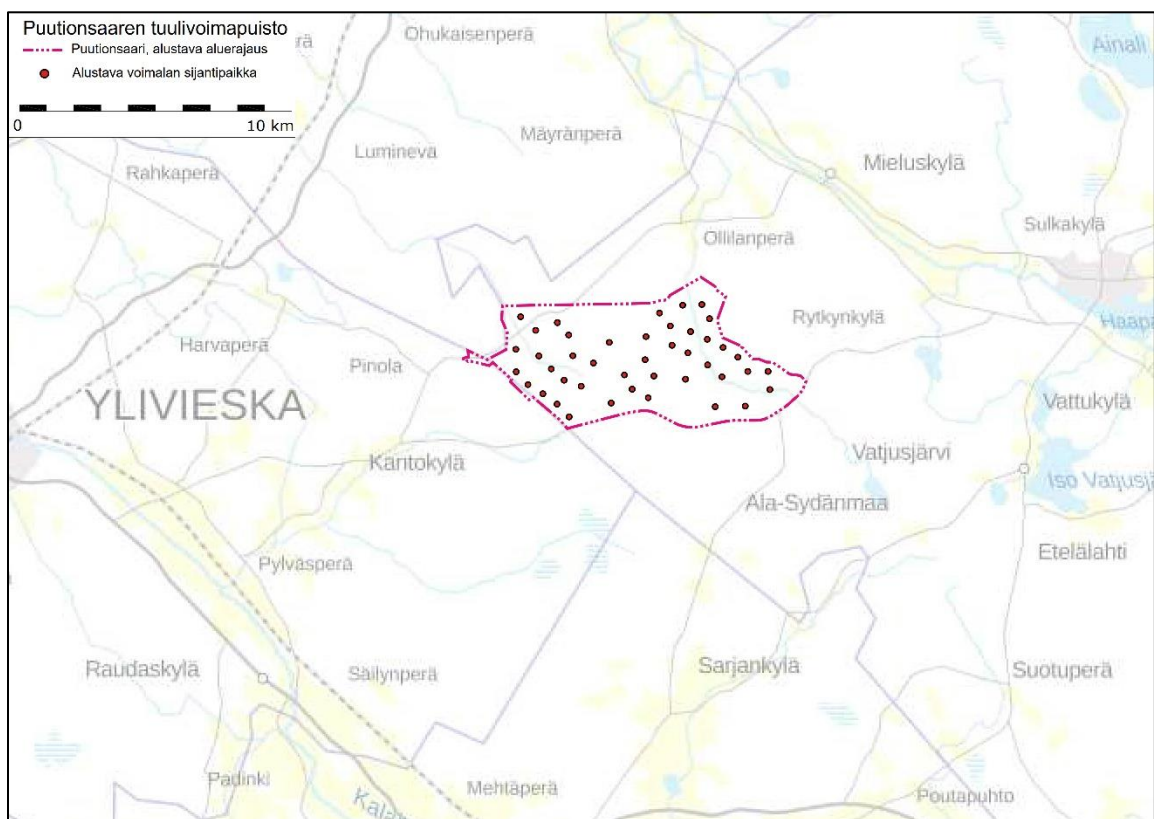 Puutionsaaren tuulivoimapuisto
Puutionsaari, alustava aluerajaus
Alustava voimalan sijantipaikka
0 10 km
Ohukaisenperä
Ainali
Mäyränperä
Lumineva
Rahkaperä
Mieluskylä
Sulkakylä
Ollilanperä
Rytkynkylä
Haapa
Harvaperä
Pinola
YLIVIESKA
Vattukylä
Kantokylä
Vatjusjärvi
Iso Vatjusjä
Ala-Sydänmaa
Etelälahti
Pylväsperä
Raudaskylä
Säilynperä
Sarjankylä
Suotuperä
Padinki
Mehtäperä
Kala
Poutapuhto